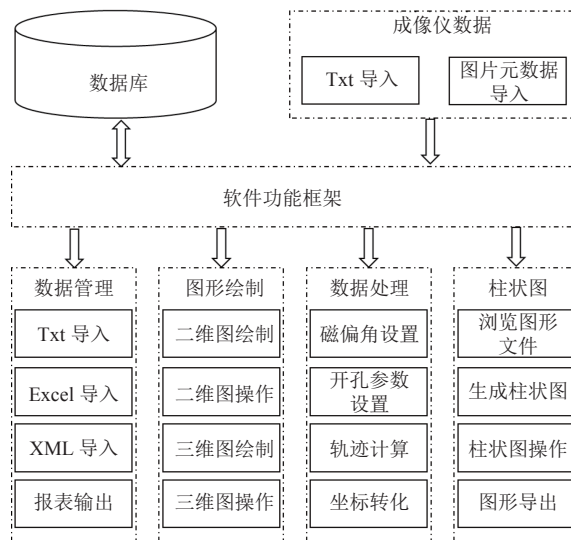 数据库
成像仪数据
Txt 导入
图片元数据
导入
软件功能框架
数据管理
Txt 导入
Excel 导入
XML 导入
报表输出
图形绘制
二维图绘制
二维图操作
三维图绘制
三维图操作
数据处理
磁偏角设置
开孔参数
设置
轨迹计算
坐标转化
柱状图
浏览图形
文件
生成柱状图
柱状图操作
图形导出